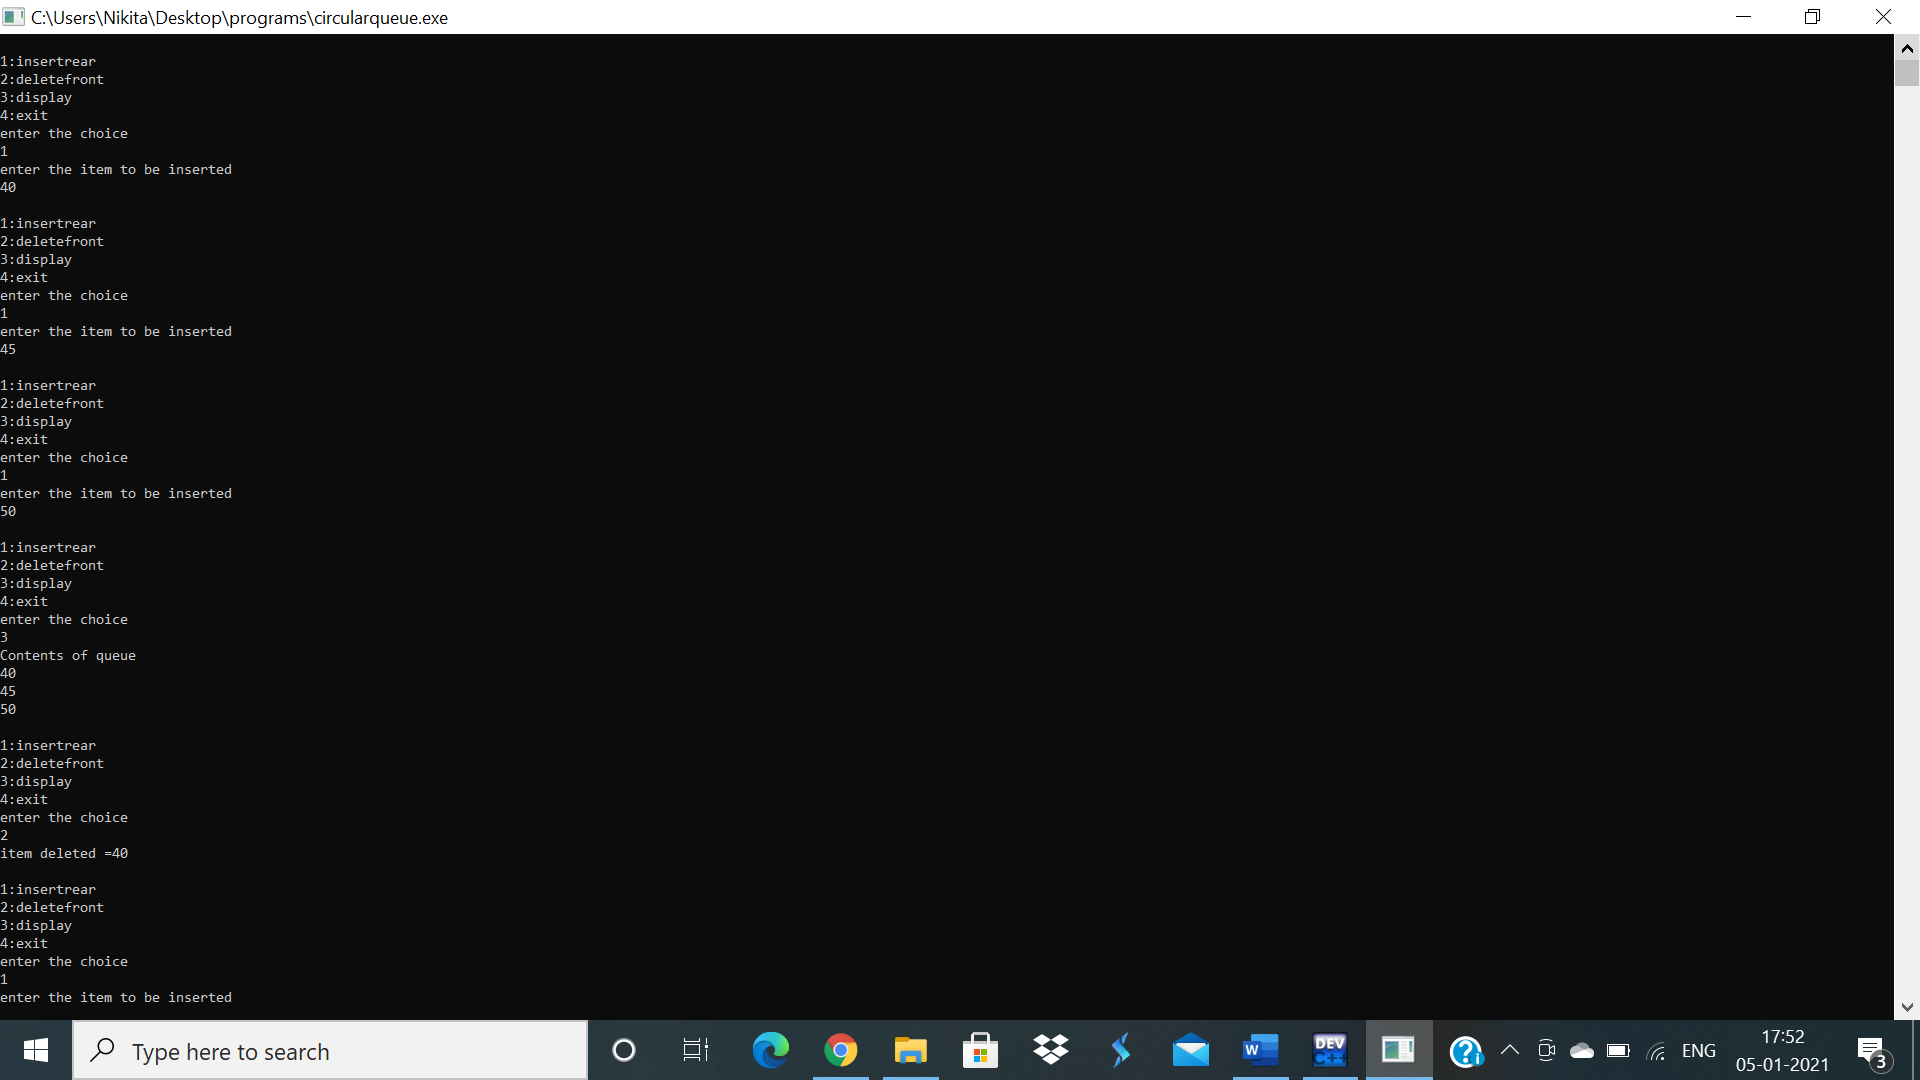 C:\Users\Nikita\Desktop\programs\circularqueue.exe
1:insertrear
2:deletefront
3:display
4:exit
enter the choice
1
enter the item to be inserted
40
1:insertrear
2:deletefront
3:display
4:exit
enter the choice
1
enter the item to be inserted
45
1:insertrear
2:deletefront
3:display
4:exit
enter the choice
1
enter the item to be inserted
50
1:insertrear
2:deletefront
3:display
4:exit
enter the choice
3
Contents of queue
40
45
50
1:insertrear
2:deletefront
3:display
4:exit
enter the choice
2
item deleted =40
1:insertrear
2:deletefront
3:display
4:exit
enter the choice
1
enter the item to be inserted
Type here to search
W
DEV
C++
?
i
ENG
17:52
05-01-2021
3